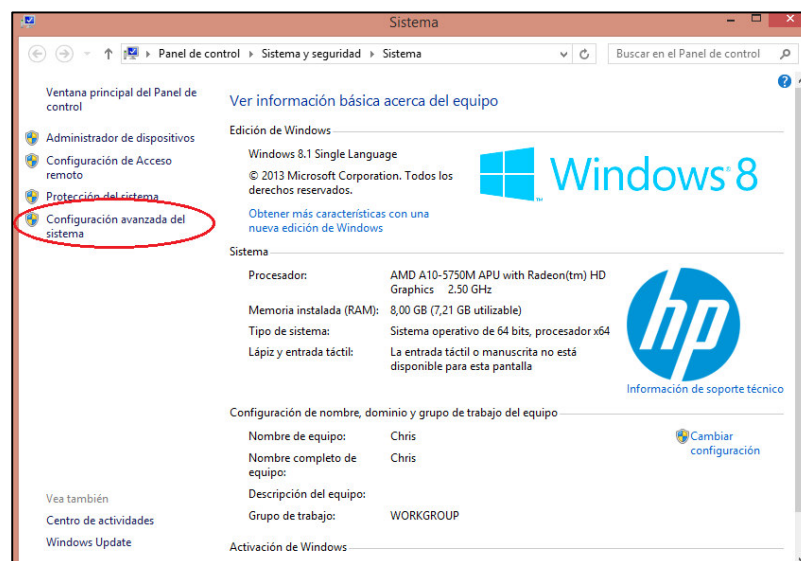 Sistema
Panel de control
Sistema y seguridad
Sistema
Buscar en el Panel de control
Ventana principal del Panel de
control
Administrador de dispositivos
Configuración de Acceso
remoto
Protección del sistema
Configuración avanzada del
sistema
Vea también
Centro de actividades
Windows Update
Ver información básica acerca del equipo
Edición de Windows
Windows 8.1 Single Language
© 2013 Microsoft Corporation. Todos los
derechos reservados.
Obtener más características con una
nueva edición de Windows
Windows 8
Sistema
Procesador: AMD A10-5750M APU with Radeon(tm) HD
Graphics 2.50 GHz
Memoria instalada (RAM): 8,00 GB (7,21 GB utilizable)
Tipo de sistema: Sistema operativo de 64 bits, procesador x64
Lápiz y entrada táctil: La entrada táctil o manuscrita no está
disponible para esta pantalla
hp
Información de soporte técnico
Configuración de nombre, dominio y grupo de trabajo del equipo
Nombre de equipo: Chris
Cambiar
configuración
Nombre completo de
equipo: Chris
Descripción del equipo:
Grupo de trabajo: WORKGROUP
Activación de Windows